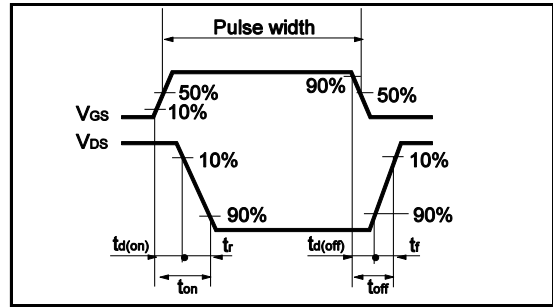 Pulse width
90%
50%
50%
VGS
10%
VDS
10%
10%
90%
90%
td(on)
tr
td(off)
tf
ton
toff